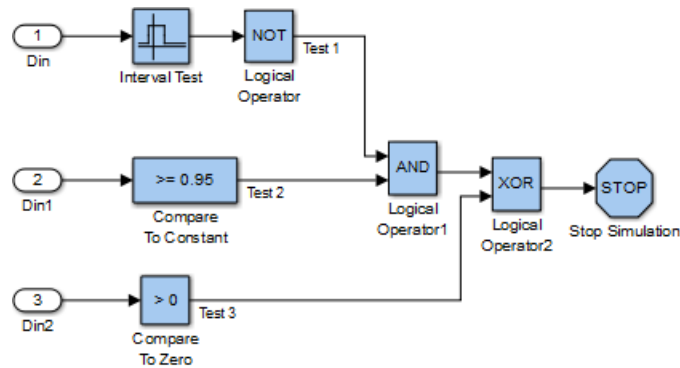 1
Din
Interval Test
NOT
Test 1
Logical
Operator
2
Din1
>= 0.95
Test 2
Compare
To Constant
AND
Logical
Operator1
XOR
Logical
Operator2
STOP
Stop Simulation
3
Din2
> 0
Test 3
Compare
To Zero